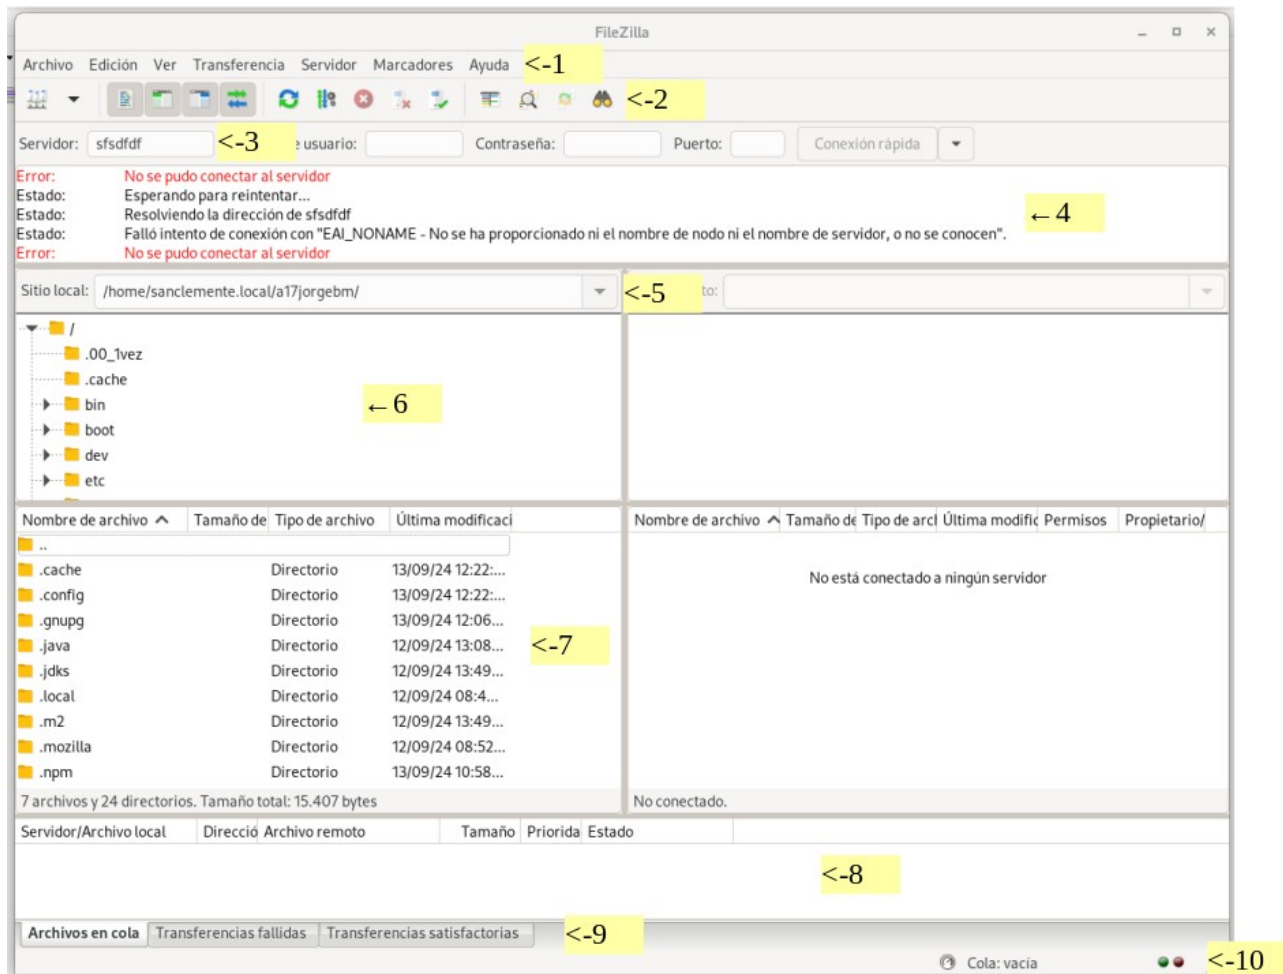 FileZilla
Archivo Edición Ver Transferencia Servidor Marcadores Ayuda <-1
<-2
Servidor: sfsdfdf <-3 e usuario: Contraseña: Puerto: Conexión rápida
Error: No se pudo conectar al servidor
Estado: Esperando para reintentar...
Estado: Resolviendo la dirección de sfsdfdf
←4
Estado: Falló intento de conexión con "EAI_NONAME - No se ha proporcionado ni el nombre de nodo ni el nombre de servidor, o no se conocen".
Error: No se pudo conectar al servidor
Sitio local: /home/sanclemente.local/a17jorgebm/ <-5 to:
/
.00_1vez
.cache
bin ←6
boot
dev
etc
Nombre de archivo Tamaño de Tipo de archivo Última modificaci
..
.cache Directorio 13/09/24 12:22:...
.config Directorio 13/09/24 12:22:...
.gnupg Directorio 13/09/24 12:06...
.java Directorio 12/09/24 13:08... <-7
.jdks Directorio 12/09/24 13:49...
.local Directorio 12/09/24 08:4...
.m2 Directorio 12/09/24 13:49...
.mozilla Directorio 12/09/24 08:52...
.npm Directorio 13/09/24 10:58...
7 archivos y 24 directorios. Tamaño total: 15.407 bytes
Nombre de archivo Tamaño de Tipo de arcl Última modific Permisos Propietario/
No está conectado a ningún servidor
No conectado.
Servidor/Archivo local Direcció Archivo remoto Tamaño Priorida Estado
<-8
Archivos en cola Transferencias fallidas Transferencias satisfactorias <-9
Cola: vacía <-10